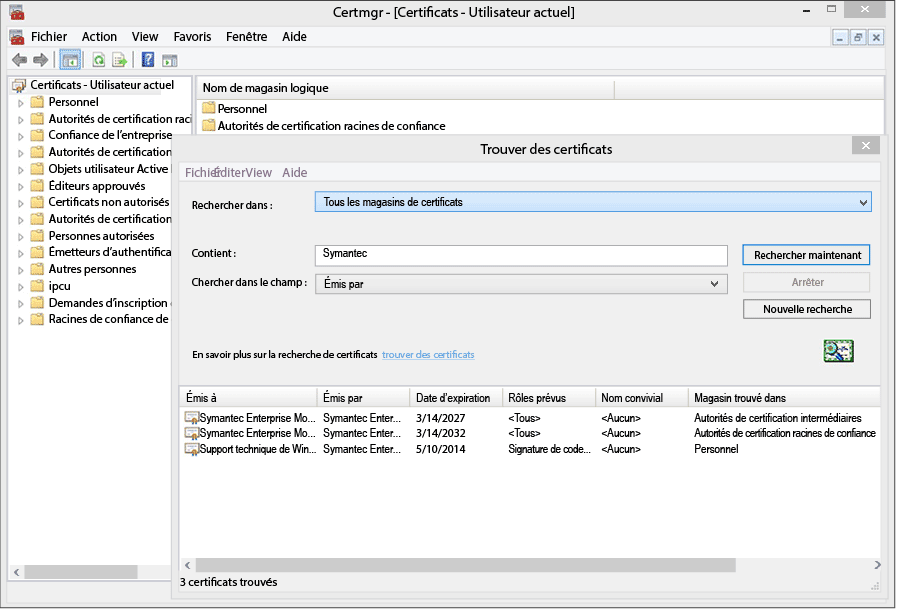 Certmgr - [Certificats - Utilisateur actuel]
Fichier Action View Favoris Fenêtre Aide
Certificats - Utilisateur actuel
Personnel
Autorités de certification raci
Confiance de l'entreprise
Autorités de certification
Objets utilisateur Active
Éditeurs approuvés
Certificats non autorisés
Autorités de certification
Personnes autorisées
Émetteurs d'authentifica
Autres personnes
ipcu
Demandes d'inscription
Racines de confiance de
Nom de magasin logique
Personnel
Autorités de certification racines de confiance
Trouver des certificats
Fichier Éditer View Aide
Rechercher dans : Tous les magasins de certificats
Contient : Symantec Rechercher maintenant
Chercher dans le champ : Émis par Arrêter
Nouvelle recherche
En savoir plus sur la recherche de certificats trouver des certificats
Émis à Émis par Date d'expiration Rôles prévus Nom convivial Magasin trouvé dans
Symantec Enterprise Mo... Symantec Enter... 3/14/2027 <Tous> <Aucun> Autorités de certification intermédiaires
Symantec Enterprise Mo... Symantec Enter... 3/14/2032 <Tous> <Aucun> Autorités de certification racines de confiance
Support technique de Win... Symantec Enter... 5/10/2014 Signature de code... <Aucun> Personnel
3 certificats trouvés